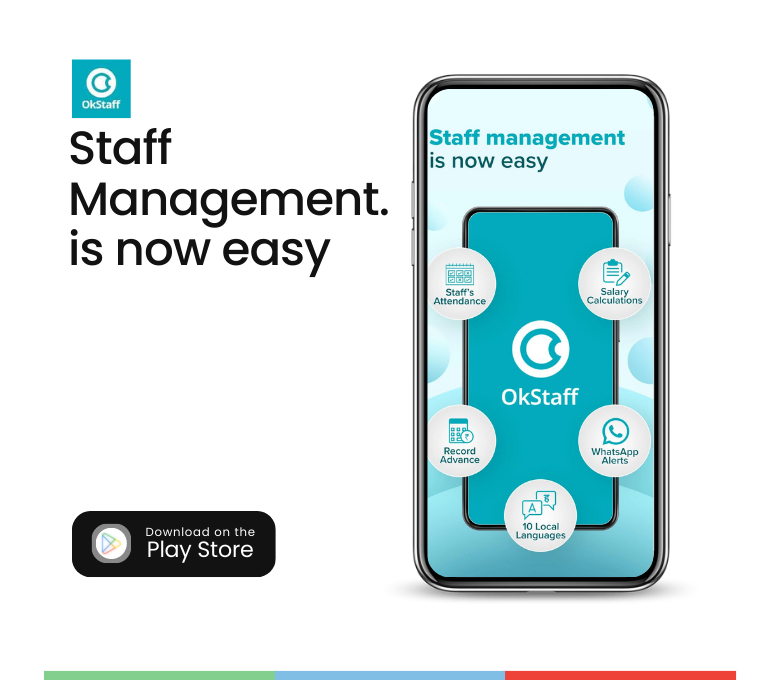 OkStaff
Staff
Management.
is now easy
Download on the
Play Store
Staff management
is now easy
Staff's
Attendance
Salary
Calculations
OkStaff
Record
Advance
WhatsApp
Alerts
A
10 Local
Languages